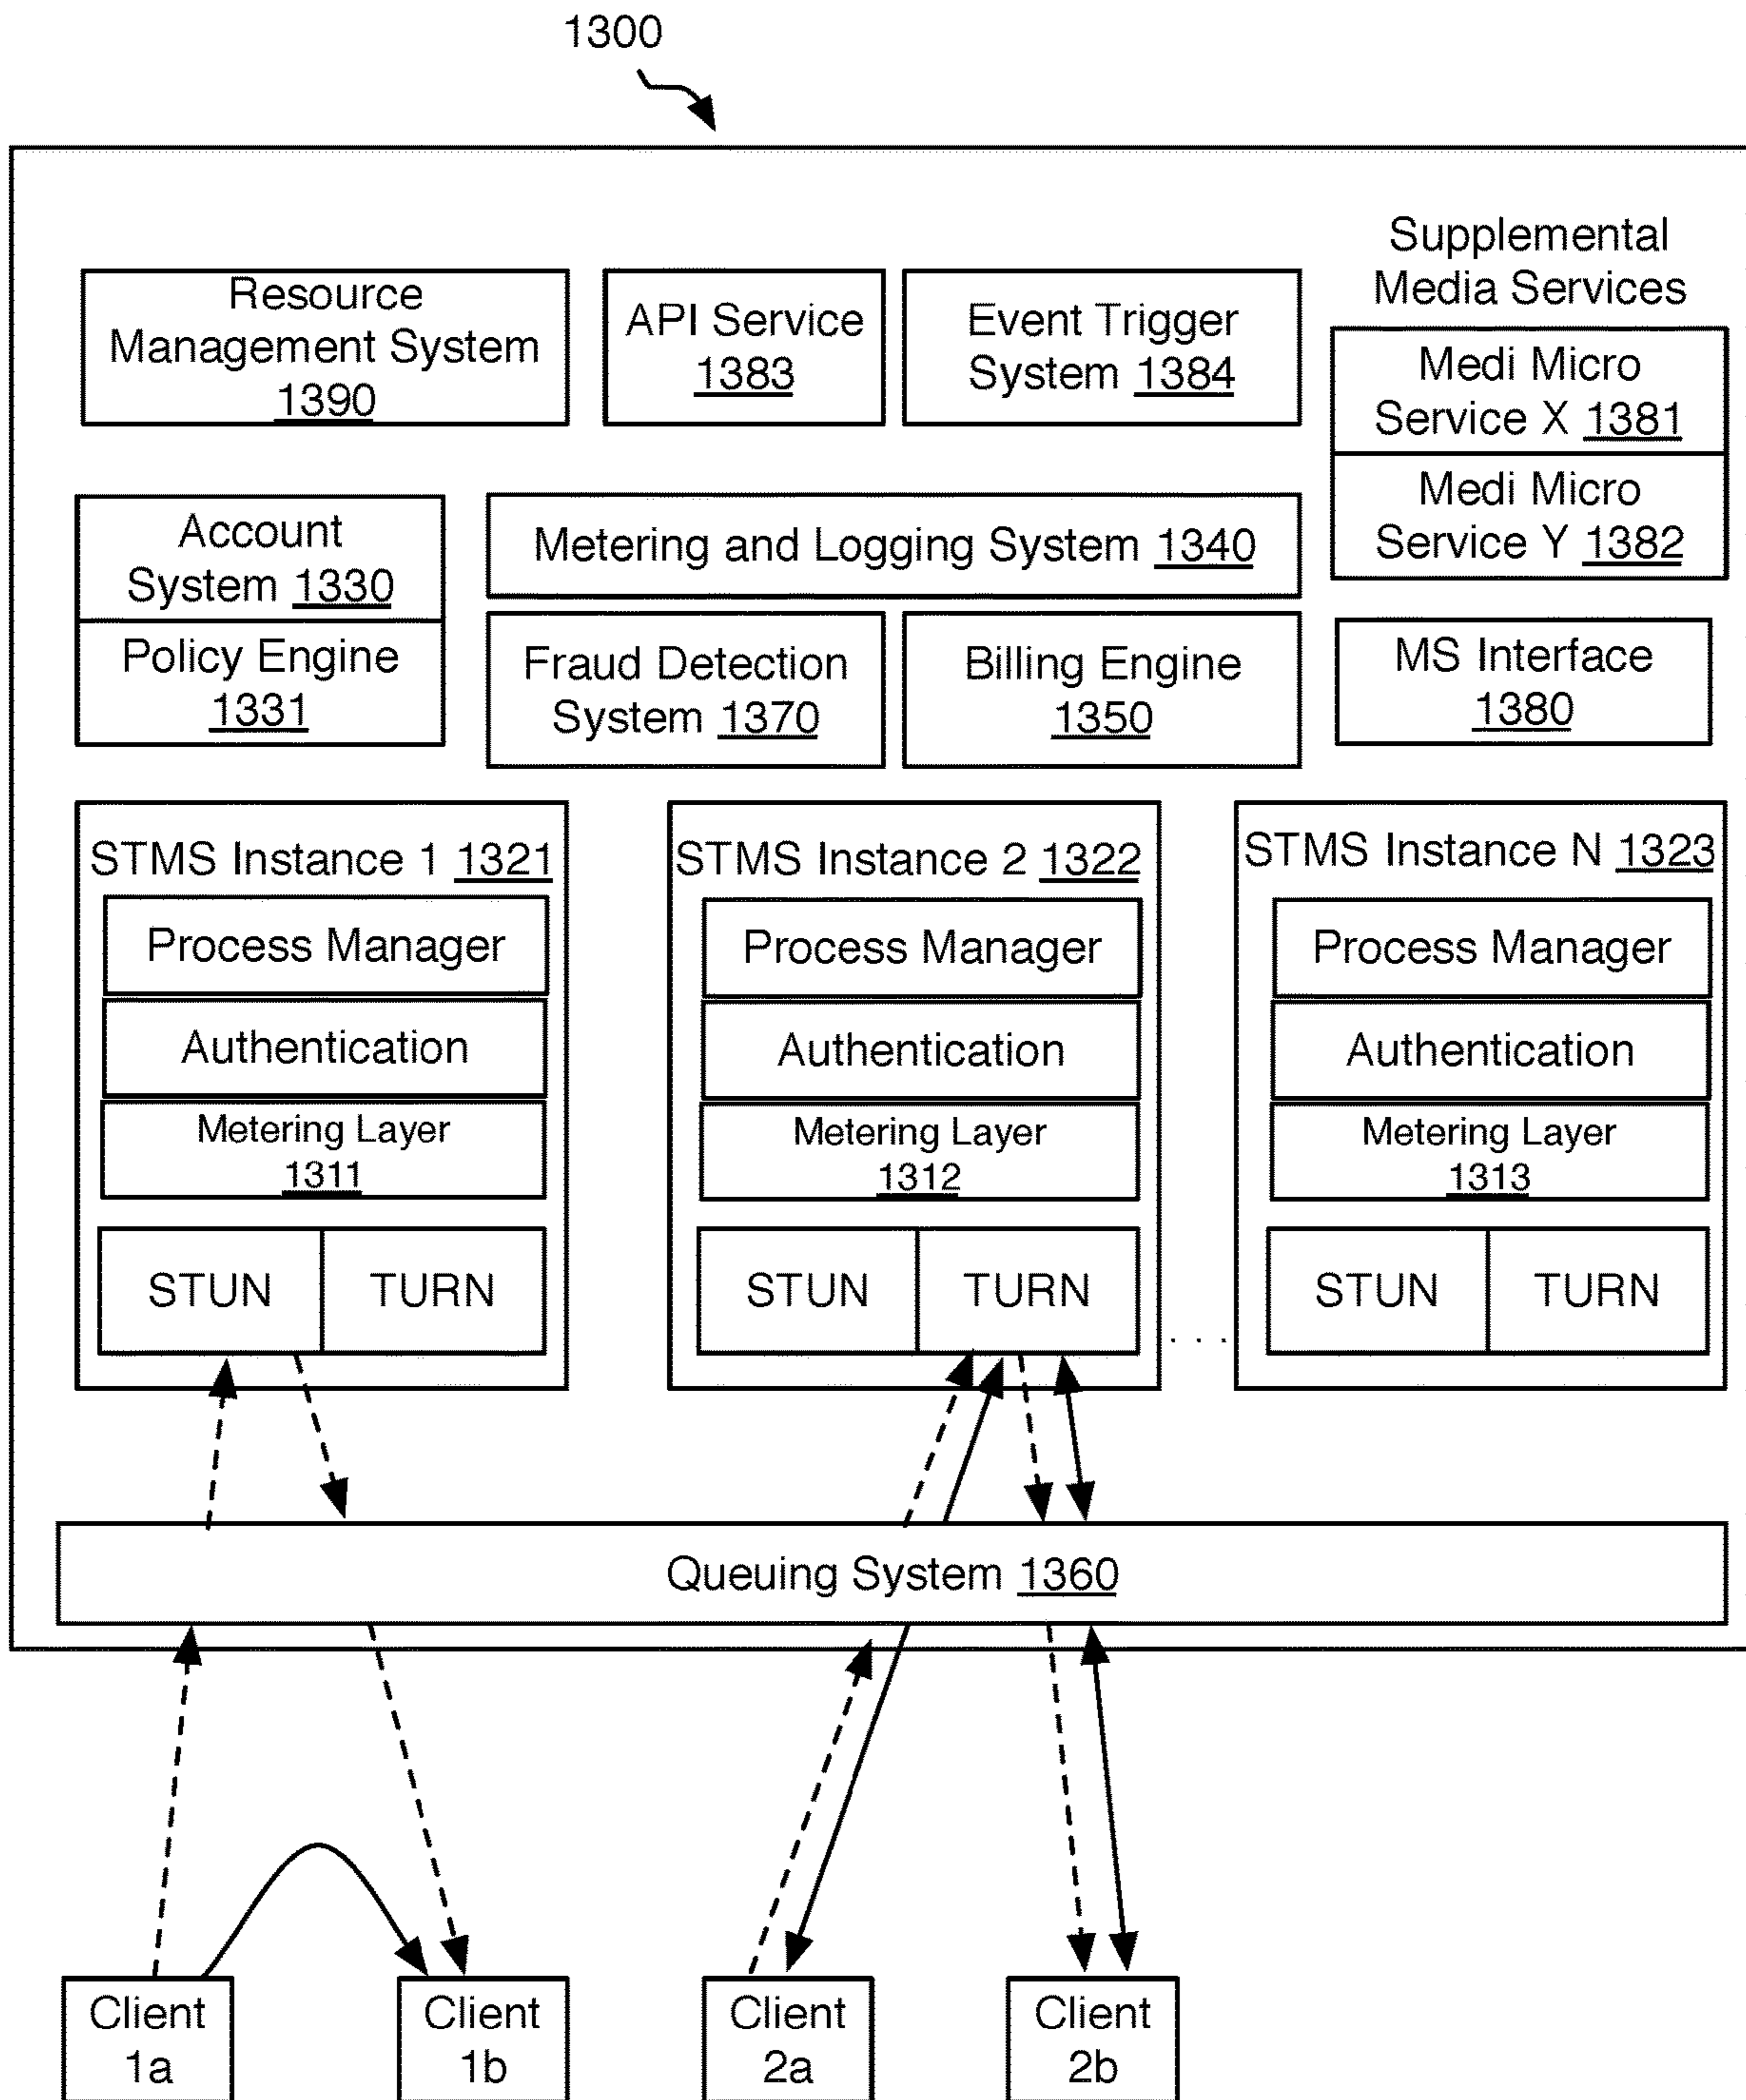 1300
Supplemental
Media Services
Resource
Management System
1390
API Service
1383
Event Trigger
System 1384
Medi Micro
Service X 1381
Medi Micro
Service Y 1382
Account
System 1330
Policy Engine
1331
Metering and Logging System 1340
Fraud Detection
System 1370
Billing Engine
1350
MS Interface
1380
STMS Instance 1 1321
Process Manager
Authentication
Metering Layer
1311
STUN
TURN
STMS Instance 2 1322
Process Manager
Authentication
Metering Layer
1312
STUN
TURN
. . .
STMS Instance N 1323
Process Manager
Authentication
Metering Layer
1313
STUN
TURN
Queuing System 1360
Client
1a
Client
1b
Client
2a
Client
2b